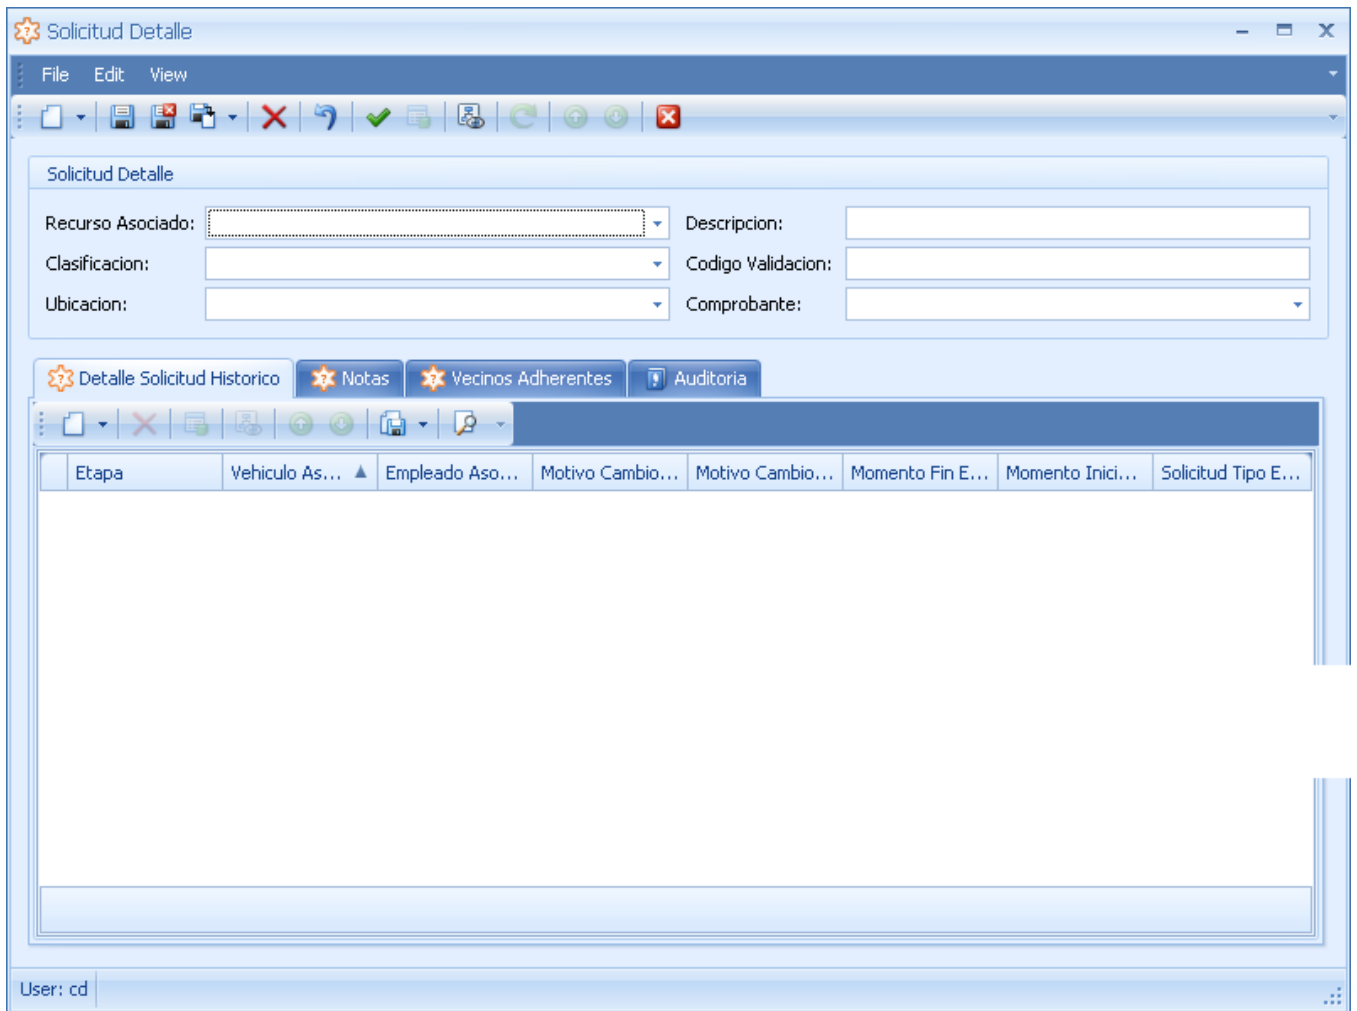 Solicitud Detalle
File Edit View
Solicitud Detalle
Recurso Asociado: Descripcion:
Clasificacion: Codigo Validacion:
Ubicacion: Comprobante:
Detalle Solicitud Historico Notas Vecinos Adherentes Auditoria
Etapa Vehiculo As... Empleado Aso... Motivo Cambio... Motivo Cambio... Momento Fin E... Momento Inici... Solicitud Tipo E...
User: cd